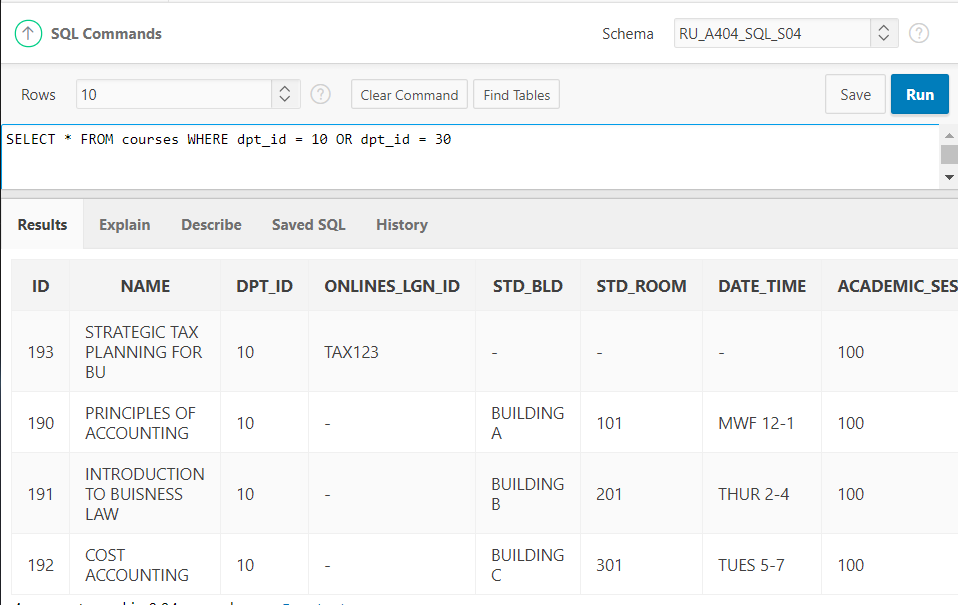 SQL Commands
Schema
RU_A404_SQL_S04
?
Rows
10
?
Clear Command
Find Tables
Save
Run
SELECT * FROM courses WHERE dpt_id = 10 OR dpt_id = 30
Results Explain Describe Saved SQL History
ID NAME DPT_ID ONLINES_LGN_ID STD_BLD STD_ROOM DATE_TIME ACADEMIC_SES
193
STRATEGIC TAX
PLANNING FOR
BU
10
TAX123
-
-
-
100
190
PRINCIPLES OF
ACCOUNTING
10
-
BUILDING
A
101
MWF 12-1
100
191
INTRODUCTION
TO BUISNESS
LAW
10
-
BUILDING
B
201
THUR 2-4
100
192
COST
ACCOUNTING
10
-
BUILDING
C
301
TUES 5-7
100